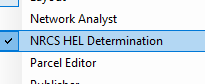 Network Analyst
NRCS HEL Determination
Parcel Editor